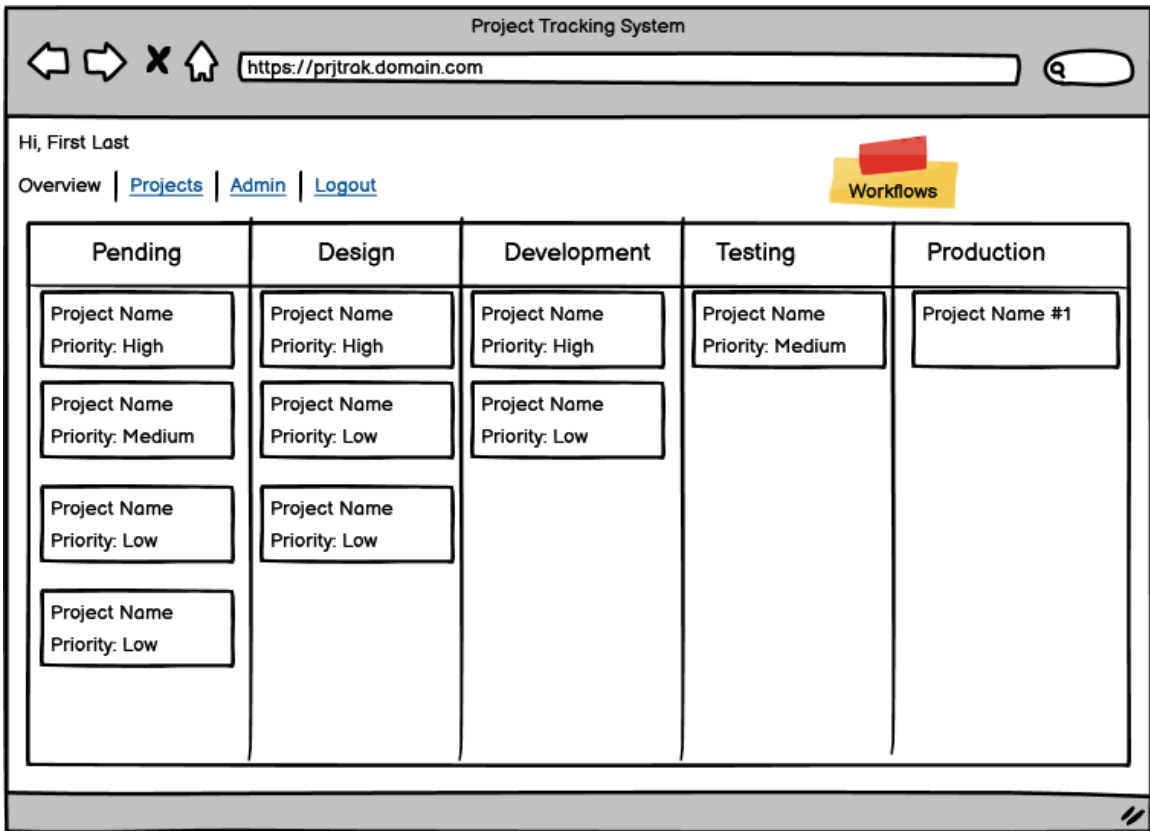 Project Tracking System
https://prjtrak.domain.com
Hi, First Last
Overview Projects Admin Logout
Workflows
Pending Design Development Testing Production
Project Name Project Name Project Name Project Name Project Name #1
Priority: High Priority: High Priority: High Priority: Medium
Project Name Project Name Project Name
Priority: Medium Priority: Low Priority: Low
Project Name Project Name
Priority: Low Priority: Low
Project Name
Priority: Low